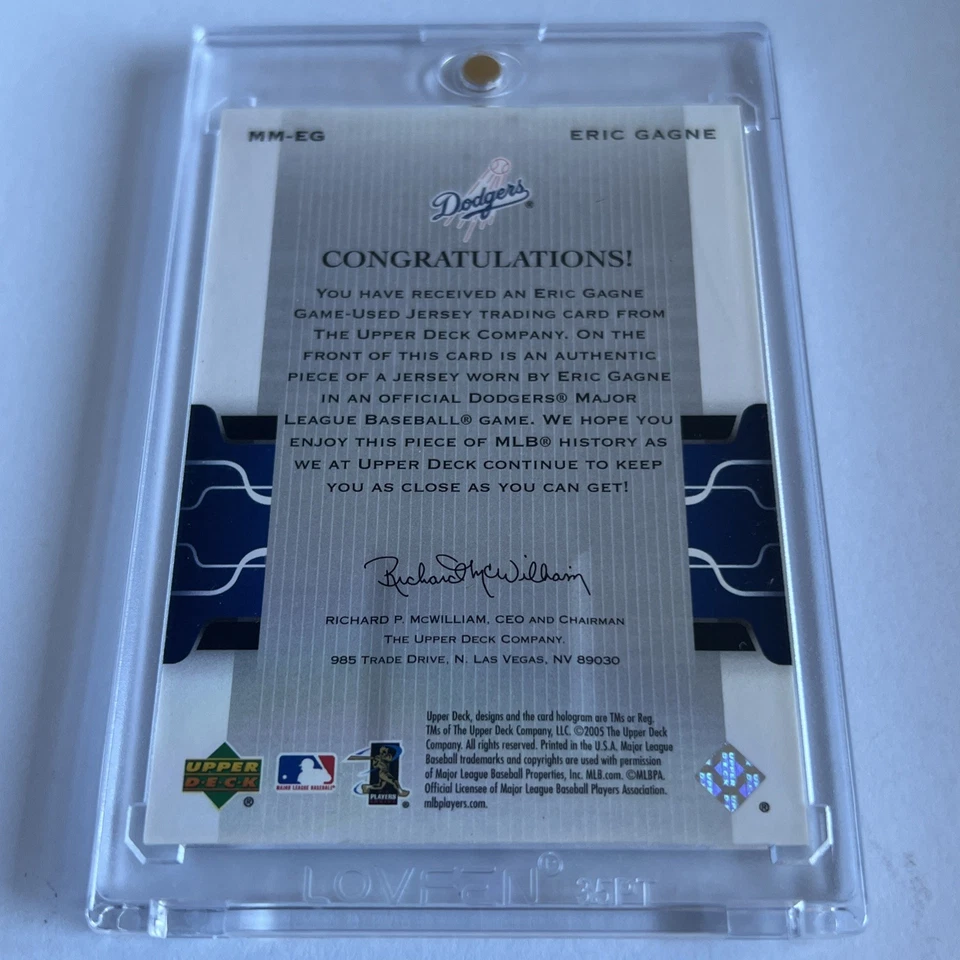 MM-EG
ERIC GAGNE
Dodgers®
CONGRATULATIONS!
YOU HAVE RECEIVED AN ERIC GAGNE
GAME-USED JERSEY TRADING CARD FROM
THE UPPER DECK COMPANY. ON THE
FRONT OF THIS CARD IS AN AUTHENTIC
PIECE OF A JERSEY WORN BY ERIC GAGNE
IN AN OFFICIAL DODGERS® MAJOR
LEAGUE BASEBALL® GAME. WE HOPE YOU
ENJOY THIS PIECE OF MLB® HISTORY AS
WE AT UPPER DECK CONTINUE TO KEEP
YOU AS CLOSE AS YOU CAN GET!
Richard McWilliam
RICHARD P. MCWILLIAM, CEO AND CHAIRMAN
THE UPPER DECK COMPANY.
985 TRADE DRIVE, N. LAS VEGAS, NV 89030
Upper Deck, designs and the card hologram are TMs or Reg.
TMs of The Upper Deck Company, LLC. ©2005 The Upper Deck
Company. All rights reserved. Printed in the U.S.A. Major League
Baseball trademarks and copyrights are used with permission
of Major League Baseball Properties, Inc. MLB.com. ©MLBPA.
Official Licensee of Major League Baseball Players Association.
mlbplayers.com.
UPPER
DECK
®
MAJOR LEAGUE BASEBALL
PLAYERS
®
®
35PT